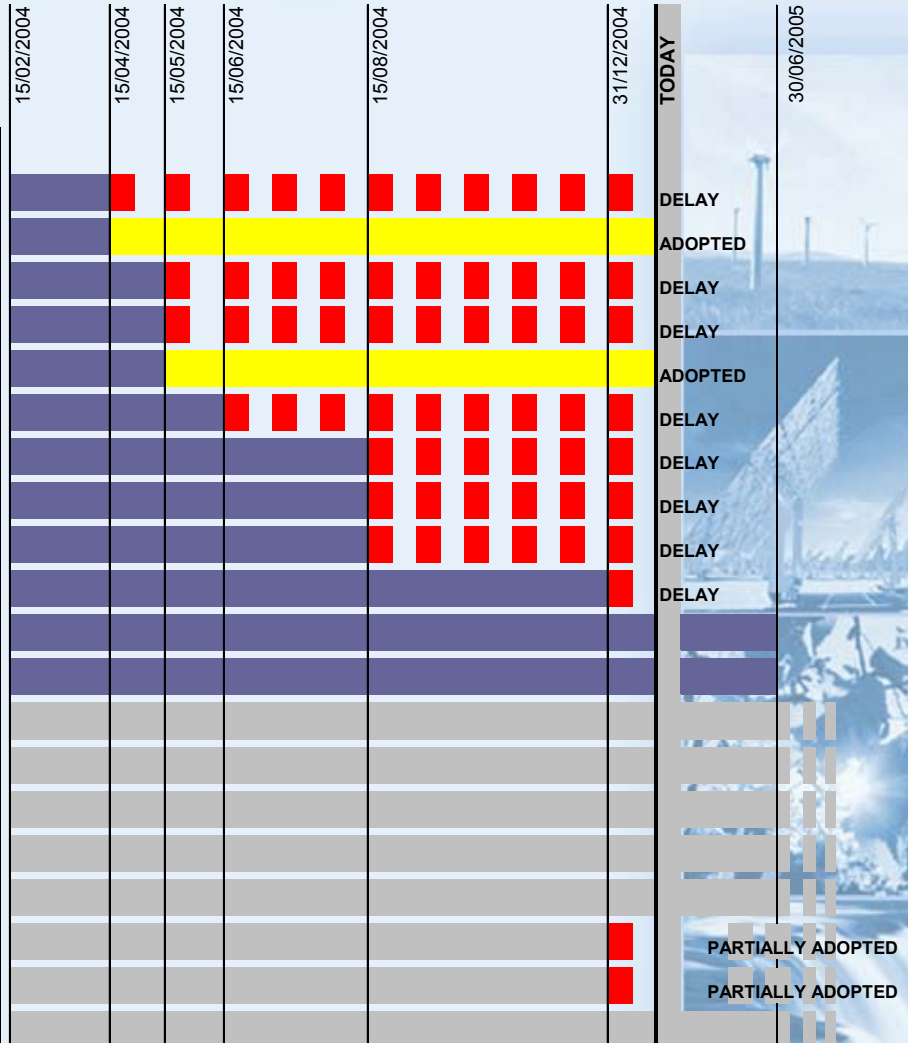 15/02/2004
15/04/2004
15/05/2004
15/06/2004
15/08/2004
31/12/2004
TODAY
30/06/2005
DELAY
ADOPTED
DELAY
DELAY
ADOPTED
DELAY
DELAY
DELAY
DELAY
DELAY
PARTIALLY ADOPTED
PARTIALLY ADOPTED